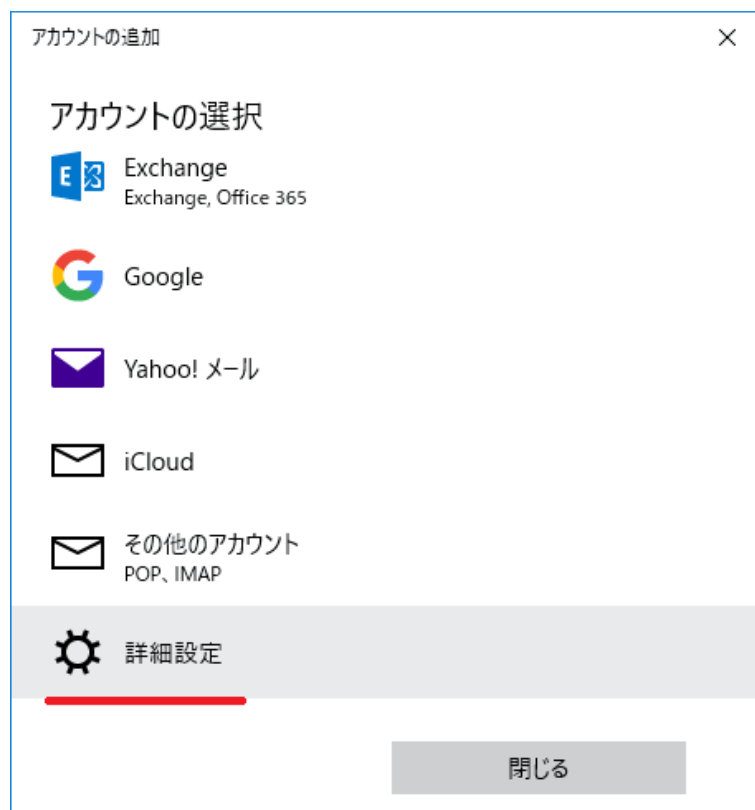 アカウントの追加
アカウントの選択
Exchange
Exchange, Office 365
Google
Yahoo! メール
iCloud
その他のアカウント
POP、IMAP
詳細設定
閉じる